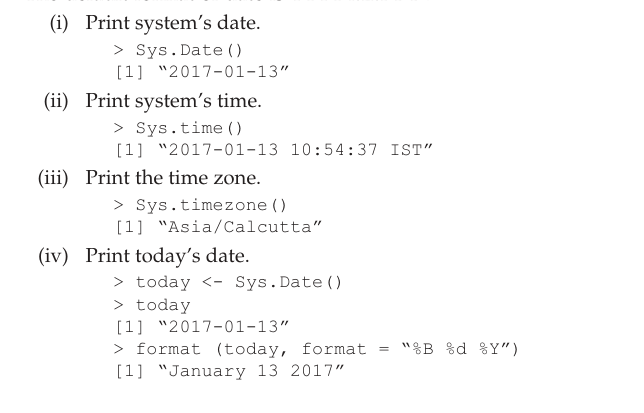 (i) Print system's date.
> Sys.Date()
[1] “2017-01-13”
(ii) Print system's time.
> Sys.time()
[1] “2017-01-13 10:54:37 IST”
(iii) Print the time zone.
> Sys.timezone()
[1] “Asia/Calcutta”
(iv) Print today's date.
> today <- Sys.Date()
> today
[1] “2017-01-13”
> format (today, format = “%B %d %Y”)
[1] “January 13 2017”